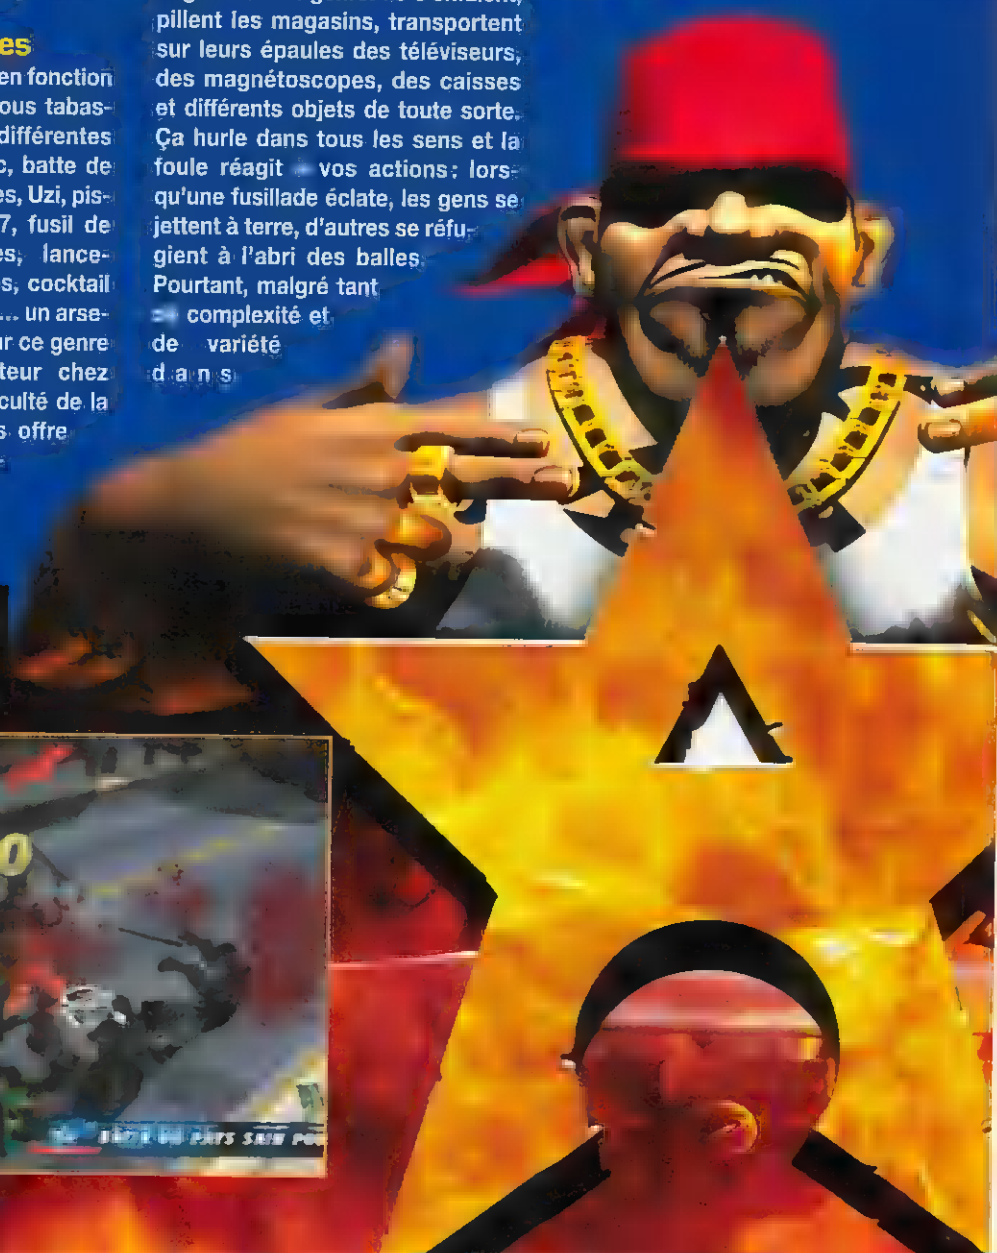 es
en fonction
ous tabas-
différentes
c, batte de
es, Uzi, pis-
7, fusil de
es, lance-
s, cocktail
... un arse-
ur ce genre
teur chez
culté de la
s offre
pillent les magasins, transportent
sur leurs épaules des téléviseurs,
des magnétoscopes, des caisses
et différents objets de toute sorte.
Ça hurle dans tous les sens et la
foule réagit vos actions: lors-
qu'une fusillade éclate, les gens se
jettent à terre, d'autres se réfu-
gient à l'abri des balles.
Pourtant, malgré tant
complexité et
de variété
dans
0